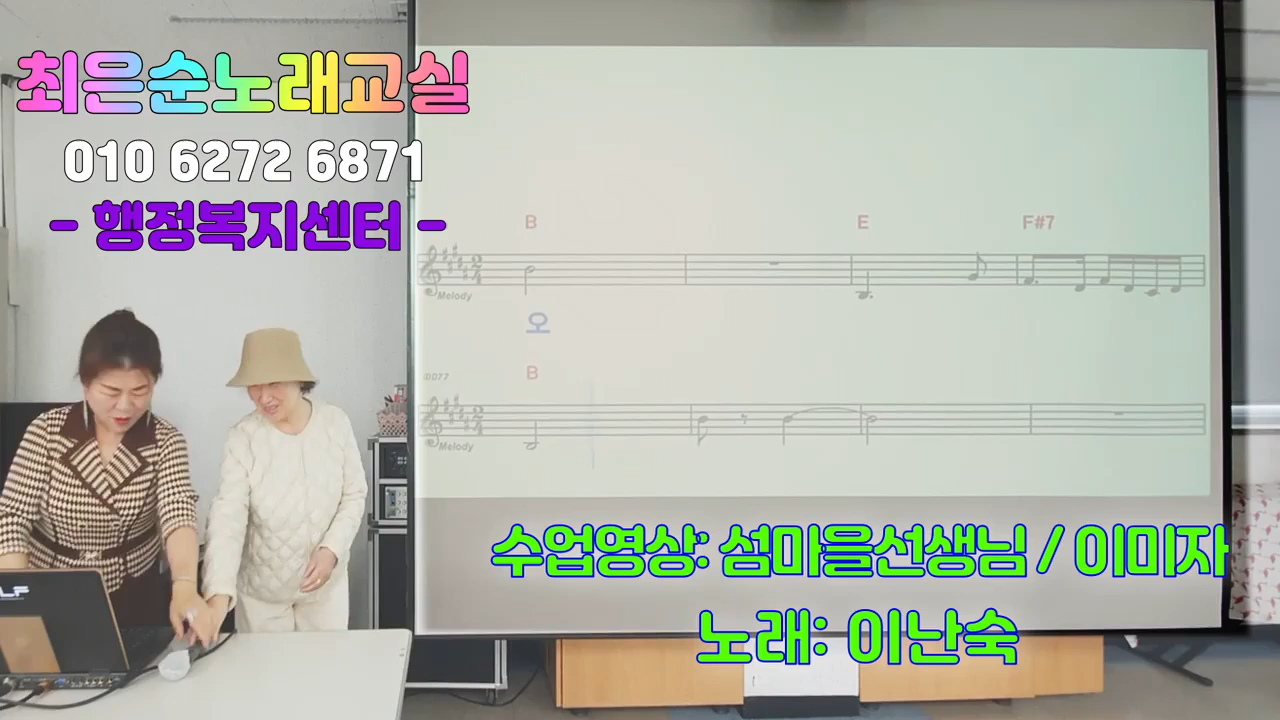 최은순노래교실
010 6272 6871
- 행정복지센터 -
B E F#7
Melody
오
0077 B
Melody
수업영상: 섬마을선생님 / 이미자
노래: 이난숙